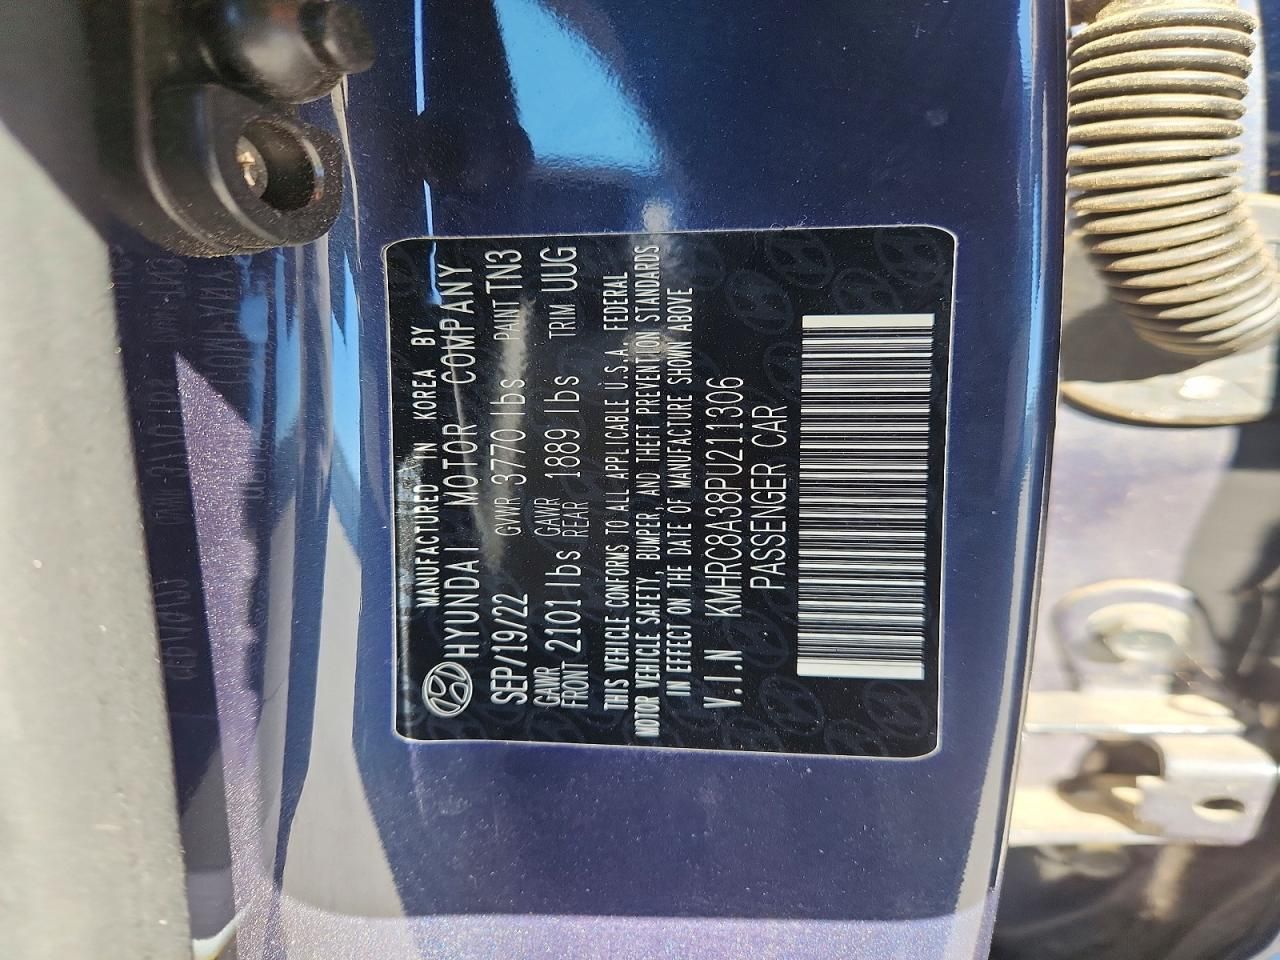 MANUFACTURED IN KOREA BY
HYUNDAI MOTOR COMPANY
SEP/19/22 GVWR 3770 lbs PAINT TN3
GAWR FRONT 2101 lbs GAWR REAR 1889 lbs TRIM UUG
THIS VEHICLE CONFORMS TO ALL APPLICABLE U.S.A. FEDERAL
MOTOR VEHICLE SAFETY, BUMPER, AND THEFT PREVENTION STANDARDS
IN EFFECT ON THE DATE OF MANUFACTURE SHOWN ABOVE
V.I.N KMHRC8A38PU211306
PASSENGER CAR